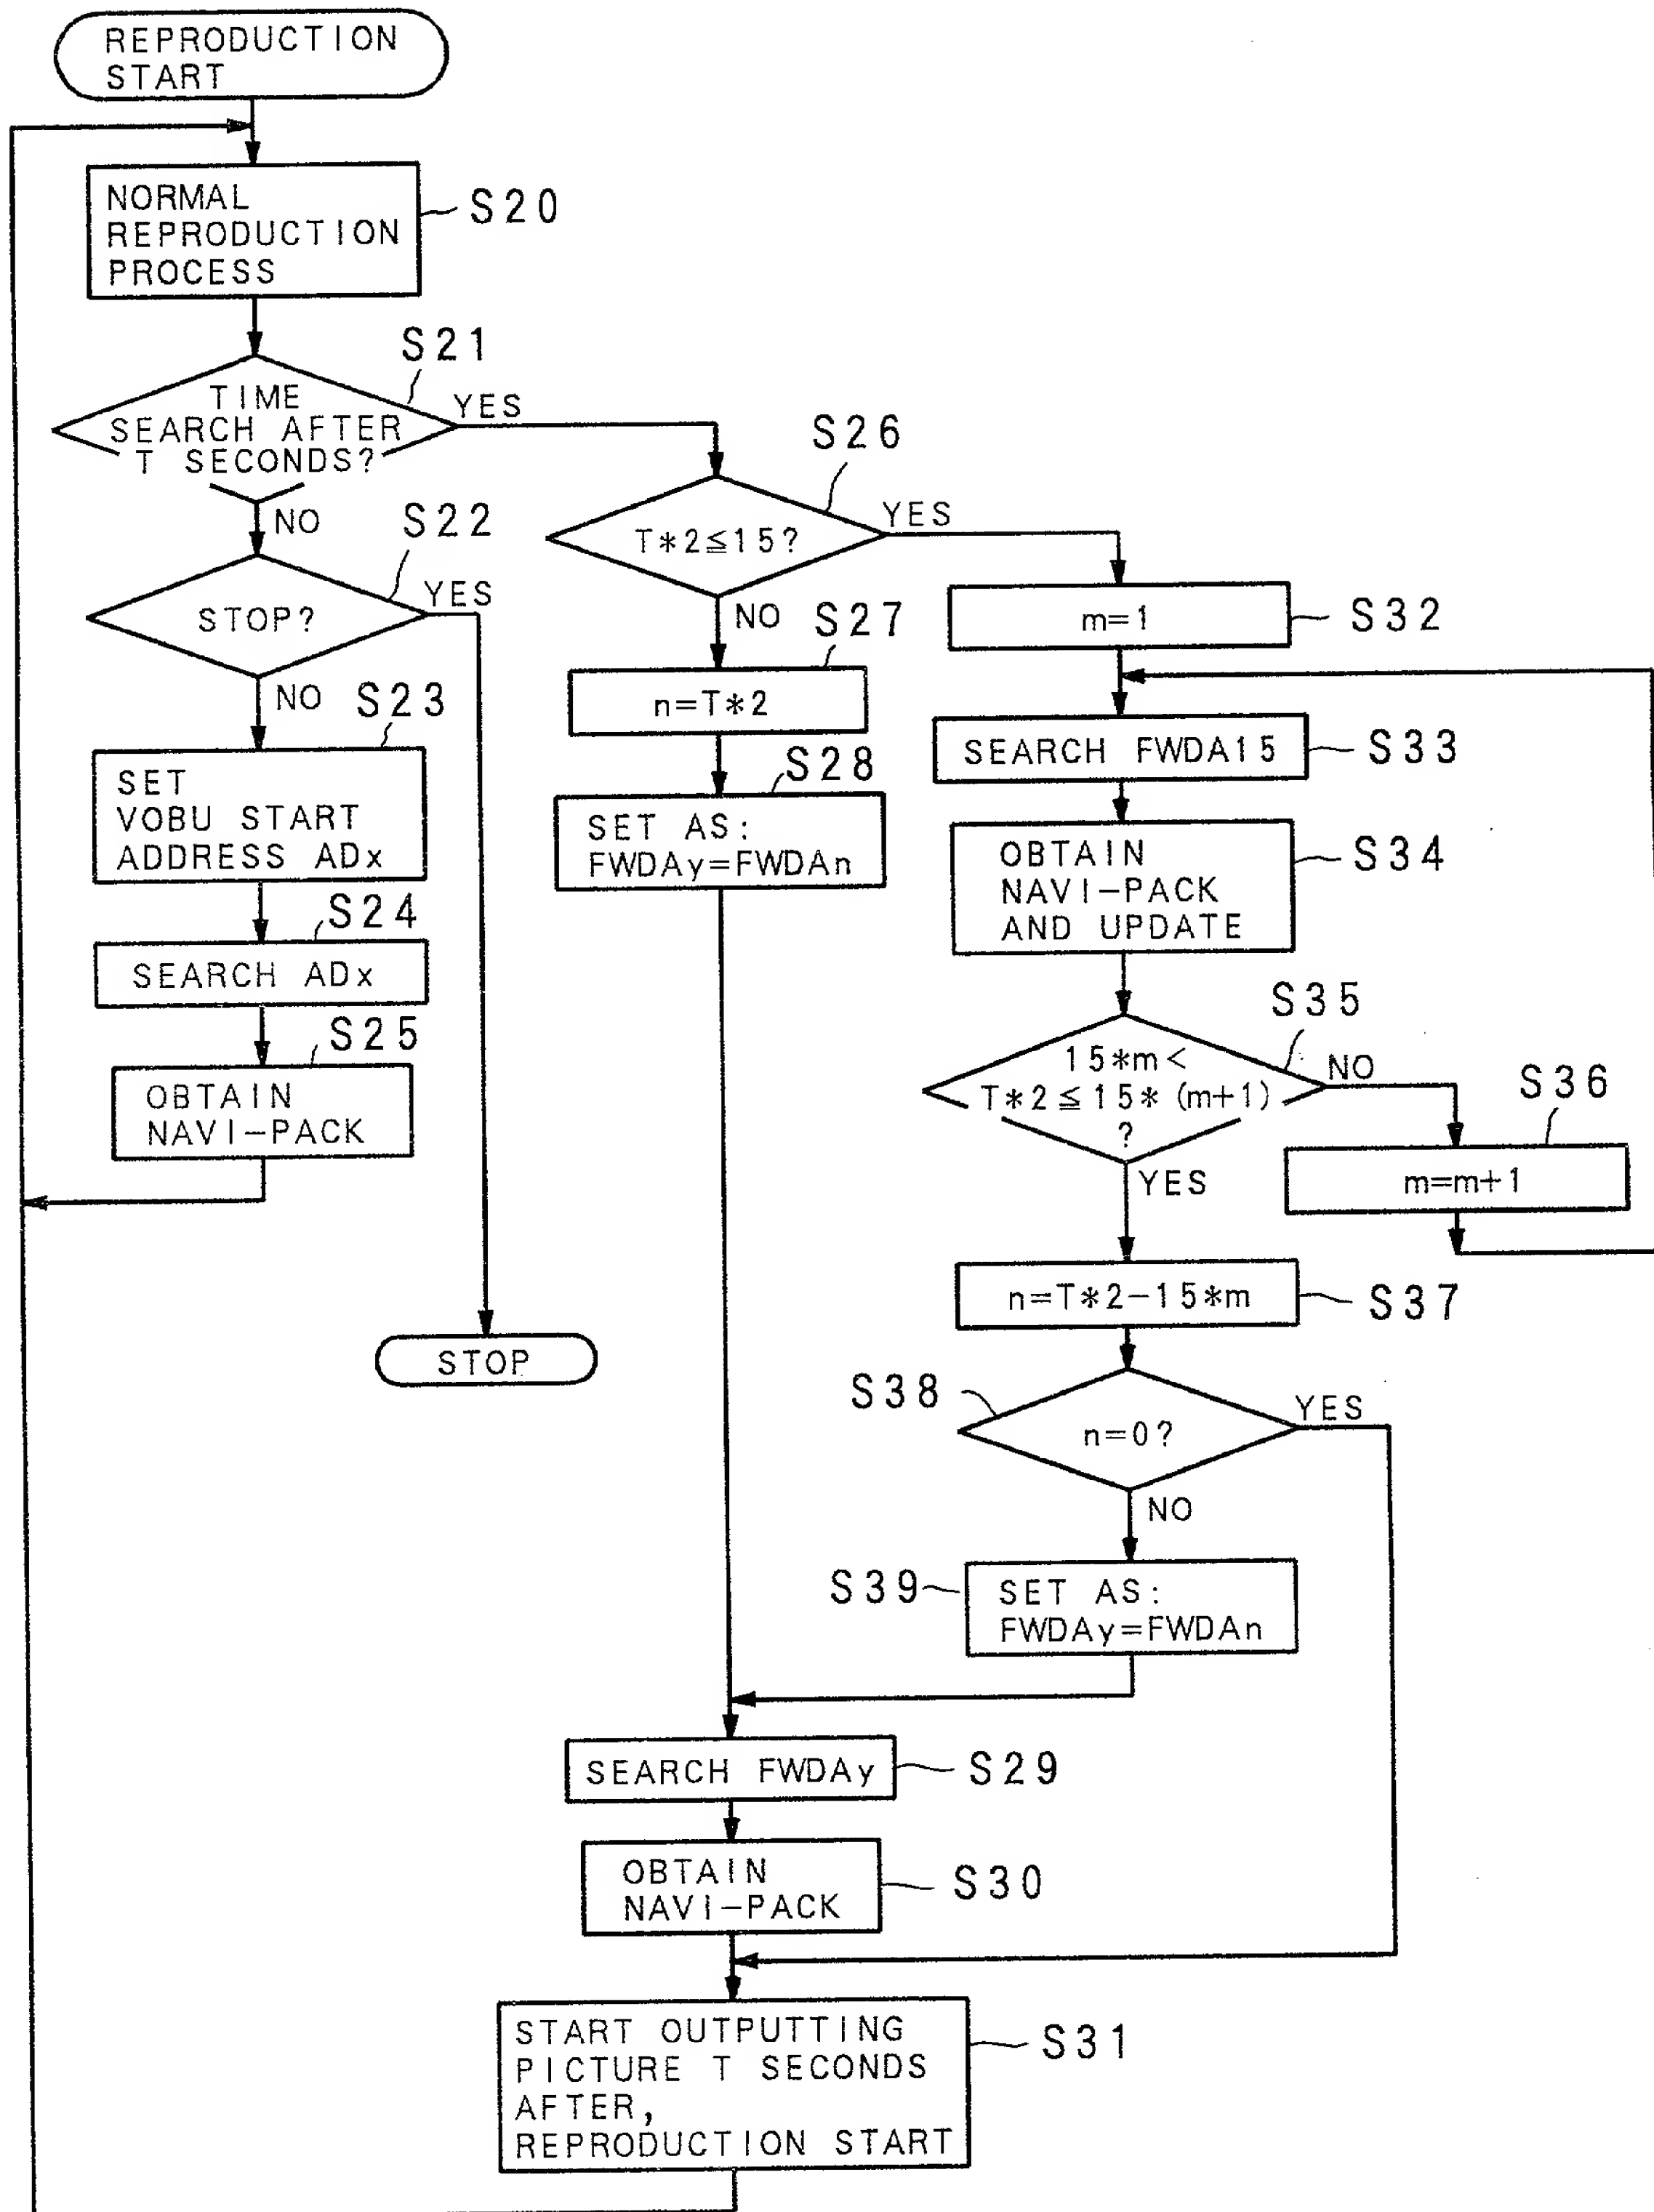 REPRODUCTION
START
NORMAL
REPRODUCTION
PROCESS
S20
TIME
SEARCH AFTER
T SECONDS?
S21
YES
NO
STOP?
S22
YES
NO
SET
VOBU START
ADDRESS ADx
S23
SEARCH ADx
S24
OBTAIN
NAVI-PACK
S25
STOP
T*2≦15?
S26
YES
NO
n=T*2
S27
SET AS:
FWDAy=FWDAn
S28
m=1
S32
SEARCH FWDA15
S33
OBTAIN
NAVI-PACK
AND UPDATE
S34
15*m<
T*2≦15*(m+1)
?
S35
NO
YES
m=m+1
S36
n=T*2-15*m
S37
n=0?
S38
YES
NO
SET AS:
FWDAy=FWDAn
S39
SEARCH FWDAy
S29
OBTAIN
NAVI-PACK
S30
START OUTPUTTING
PICTURE T SECONDS
AFTER,
REPRODUCTION START
S31